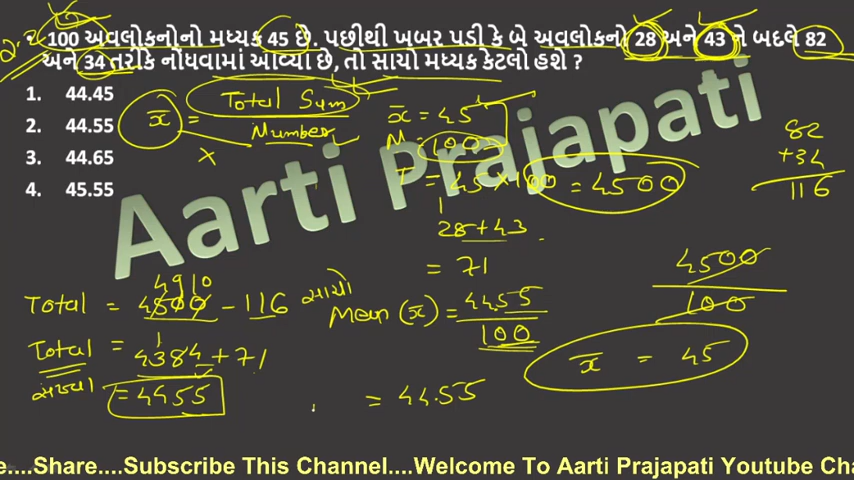 2.
• 100 અવલોકનોનો મધ્યક 45 છે. પછીથી ખબર પડી કે બે અવલોકનો 28 અને 43 ને બદલે 82
અને 34 તરીકે નોંધવામાં આવ્યા છે, તો સાચો મધ્યક કેટલો હશે ?
1. 44.45
2. 44.55
3. 44.65
4. 45.55
x̄ = Total Sum
Number
x
x̄ = 45
N = 100
T = 45 x 100 = 4500
28 + 43
= 71
82
+34
116
Total = 4500 - 116
4910
Total = 4384 + 71
= 4455
સાચો
Mean (x̄) = 4455
100
= 44.55
4500
100
x̄ = 45
Aarti Prajapati
e....Share....Subscribe This Channel....Welcome To Aarti Prajapati Youtube Cha